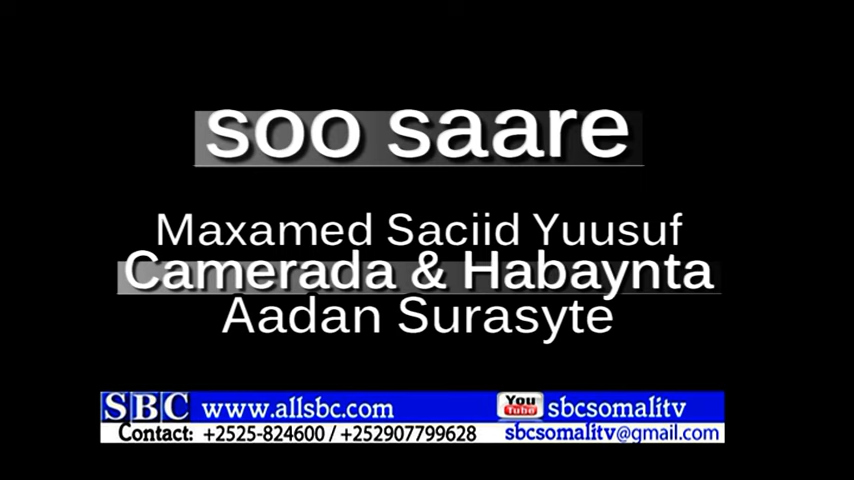 soo saare
Maxamed Saciid Yuusuf
Camerada & Habaynta
Aadan Surasyte
SBC www.allsbc.com You Tube sbcsomalitv
Contact: +2525-824600 / +252907799628 sbcsomalitv@gmail.com